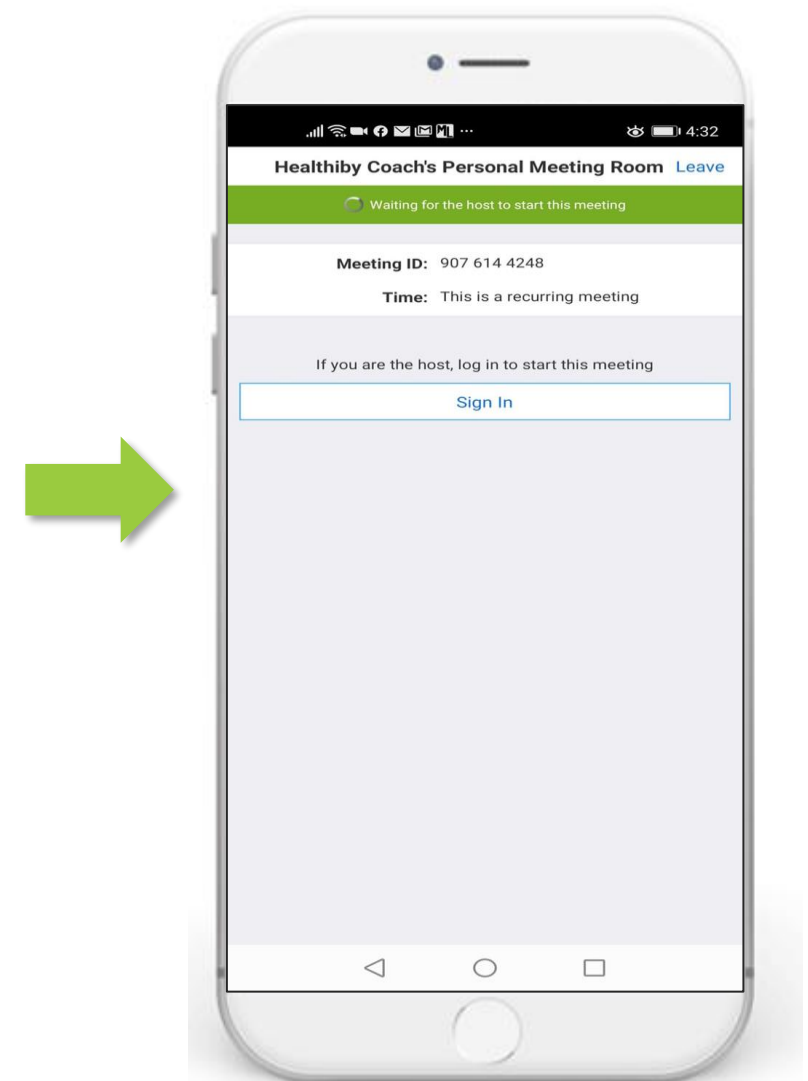 4:32
Healthiby Coach's Personal Meeting Room Leave
Waiting for the host to start this meeting
Meeting ID: 907 614 4248
Time: This is a recurring meeting
If you are the host, log in to start this meeting
Sign In